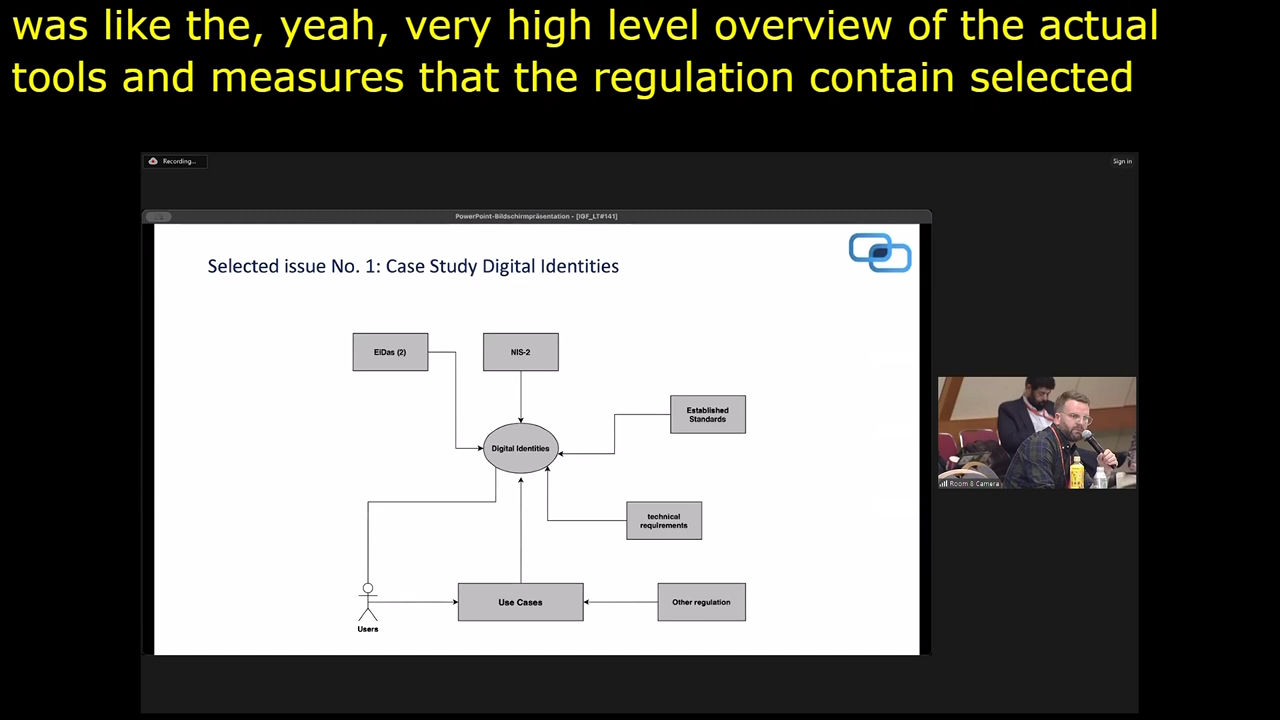 was like the, yeah, very high level overview of the actual
tools and measures that the regulation contain selected
Recording...
Sign in
PowerPoint-Bildschirmpräsentation - [IGF_LT#141]
Selected issue No. 1: Case Study Digital Identities
EiDas (2)
NIS-2
Established
Standards
Digital Identities
technical
requirements
Use Cases
Other regulation
Users
Room 8 Camera